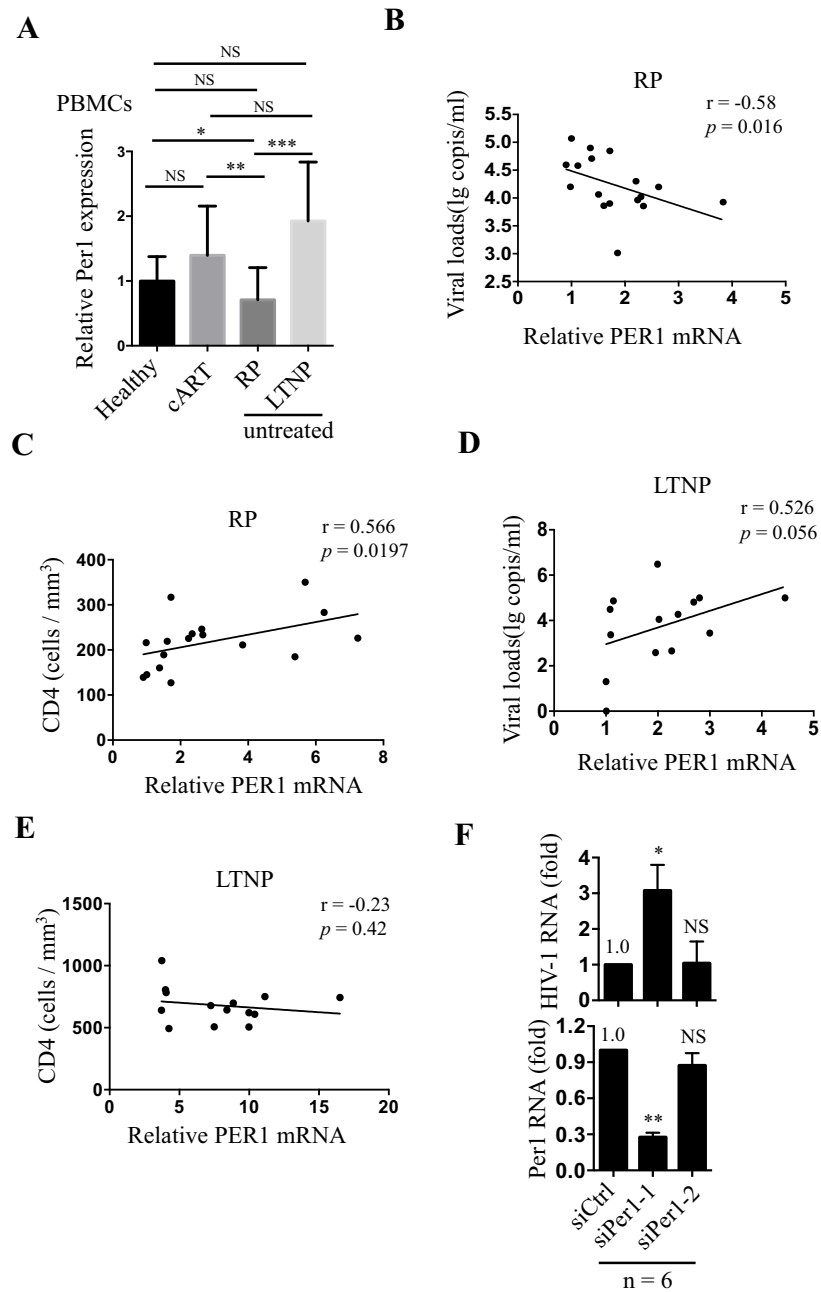 A
NS
NS
PBMCs
NS
*
***
NS
**
Relative Per1 expression
3
2
1
0
Healthy
cART
RP
LTNP
untreated
B
RP
r = -0.58
p = 0.016
Viral loads(lg copis/ml)
5.5
5.0
4.5
4.0
3.5
3.0
2.5
0 1 2 3 4 5
Relative PER1 mRNA
C
RP
r = 0.566
p = 0.0197
CD4 (cells / mm³)
400
300
200
100
0
0 2 4 6 8
Relative PER1 mRNA
D
LTNP
r = 0.526
p = 0.056
Viral loads(lg copis/ml)
8
6
4
2
0
0 1 2 3 4 5
Relative PER1 mRNA
E
LTNP
r = -0.23
p = 0.42
CD4 (cells / mm³)
1500
1000
500
0
0 5 10 15 20
Relative PER1 mRNA
F
HIV-1 RNA (fold)
4
3
2
1
0
1.0
*
NS
Per1 RNA (fold)
1.2
0.9
0.6
0.3
0.0
1.0
**
NS
siCtrl
siPer1-1
siPer1-2
n = 6